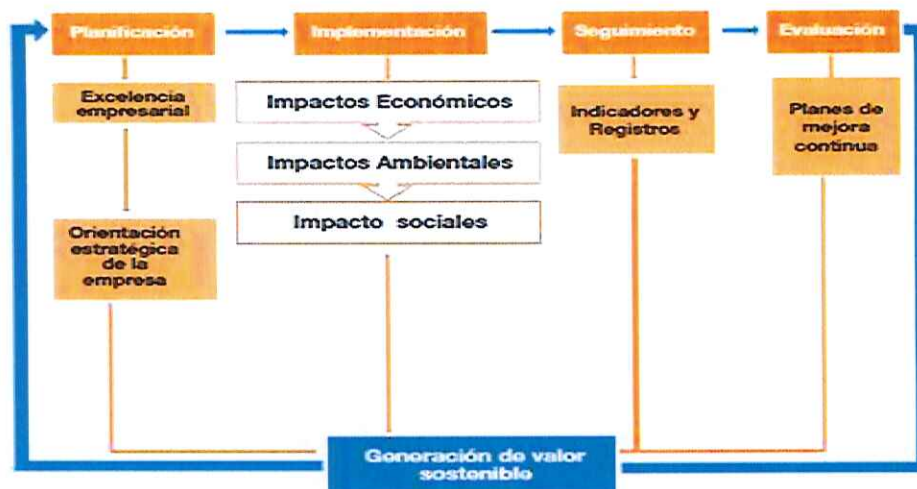 Planificación
Implementación
Seguimiento
Evaluación
Excelencia
empresarial
Orientación
estratégica
de la
empresa
Impactos Económicos
Impactos Ambientales
Impacto sociales
Indicadores y
Registros
Planes de
mejora
continua
Generación de valor
sostenible